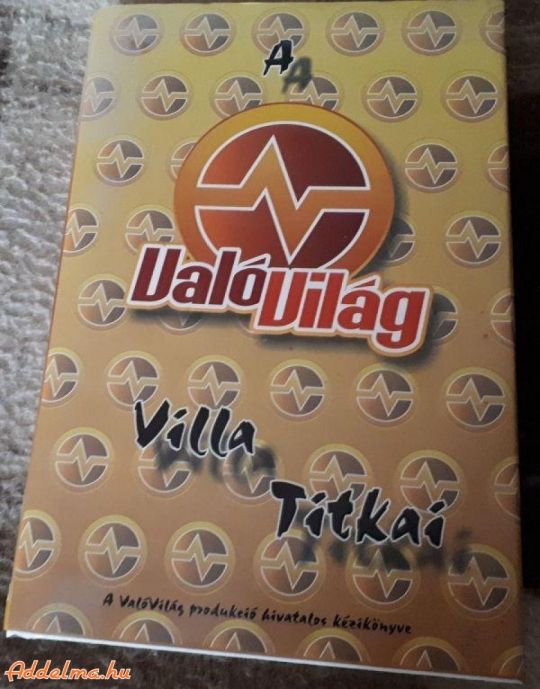 A
ValóVilág
Villa
Titkai
A ValóVilág produkció hivatalos kézikönyve
Addelma.hu